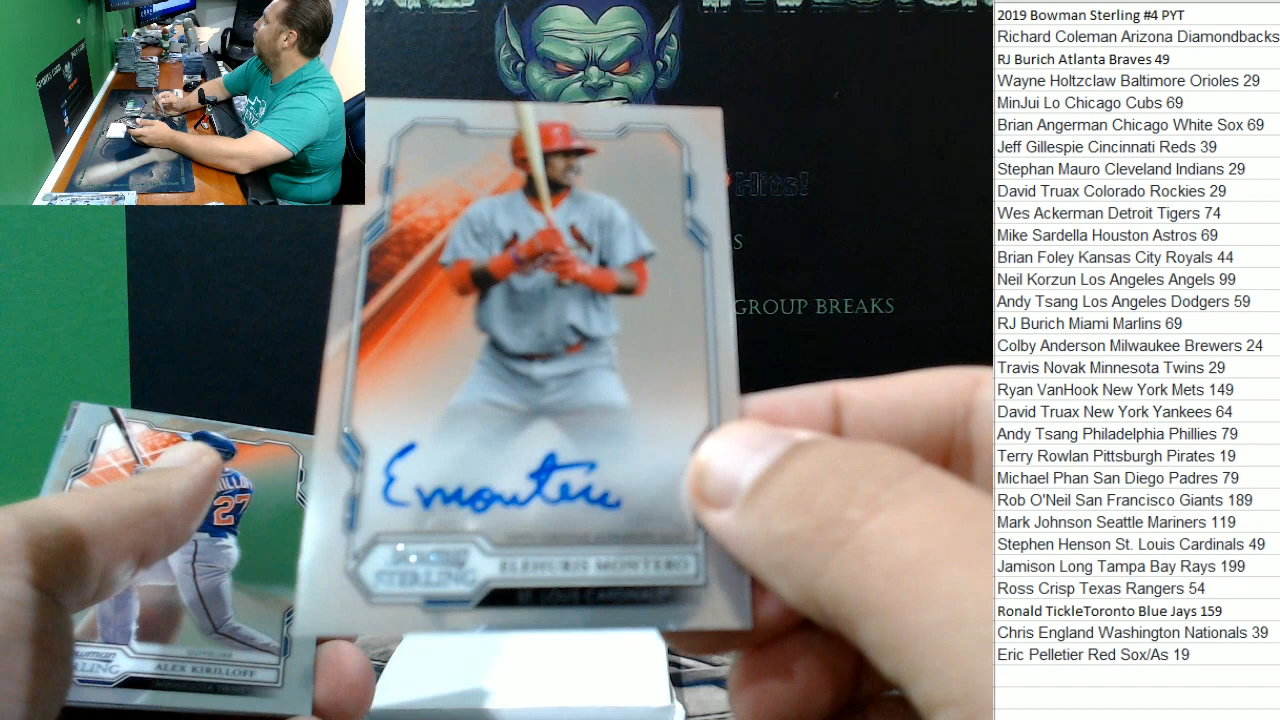 Hits!
GROUP BREAKS
27
ALEX KIRILLOFF
Emontero
STERLING
ELEHURIS MONTERO
ST. LOUIS CARDINALS
2019 Bowman Sterling #4 PYT
Richard Coleman Arizona Diamondbacks
RJ Burich Atlanta Braves 49
Wayne Holtzclaw Baltimore Orioles 29
MinJui Lo Chicago Cubs 69
Brian Angerman Chicago White Sox 69
Jeff Gillespie Cincinnati Reds 39
Stephan Mauro Cleveland Indians 29
David Truax Colorado Rockies 29
Wes Ackerman Detroit Tigers 74
Mike Sardella Houston Astros 69
Brian Foley Kansas City Royals 44
Neil Korzun Los Angeles Angels 99
Andy Tsang Los Angeles Dodgers 59
RJ Burich Miami Marlins 69
Colby Anderson Milwaukee Brewers 24
Travis Novak Minnesota Twins 29
Ryan VanHook New York Mets 149
David Truax New York Yankees 64
Andy Tsang Philadelphia Phillies 79
Terry Rowlan Pittsburgh Pirates 19
Michael Phan San Diego Padres 79
Rob O'Neil San Francisco Giants 189
Mark Johnson Seattle Mariners 119
Stephen Henson St. Louis Cardinals 49
Jamison Long Tampa Bay Rays 199
Ross Crisp Texas Rangers 54
Ronald TickleToronto Blue Jays 159
Chris England Washington Nationals 39
Eric Pelletier Red Sox/As 19